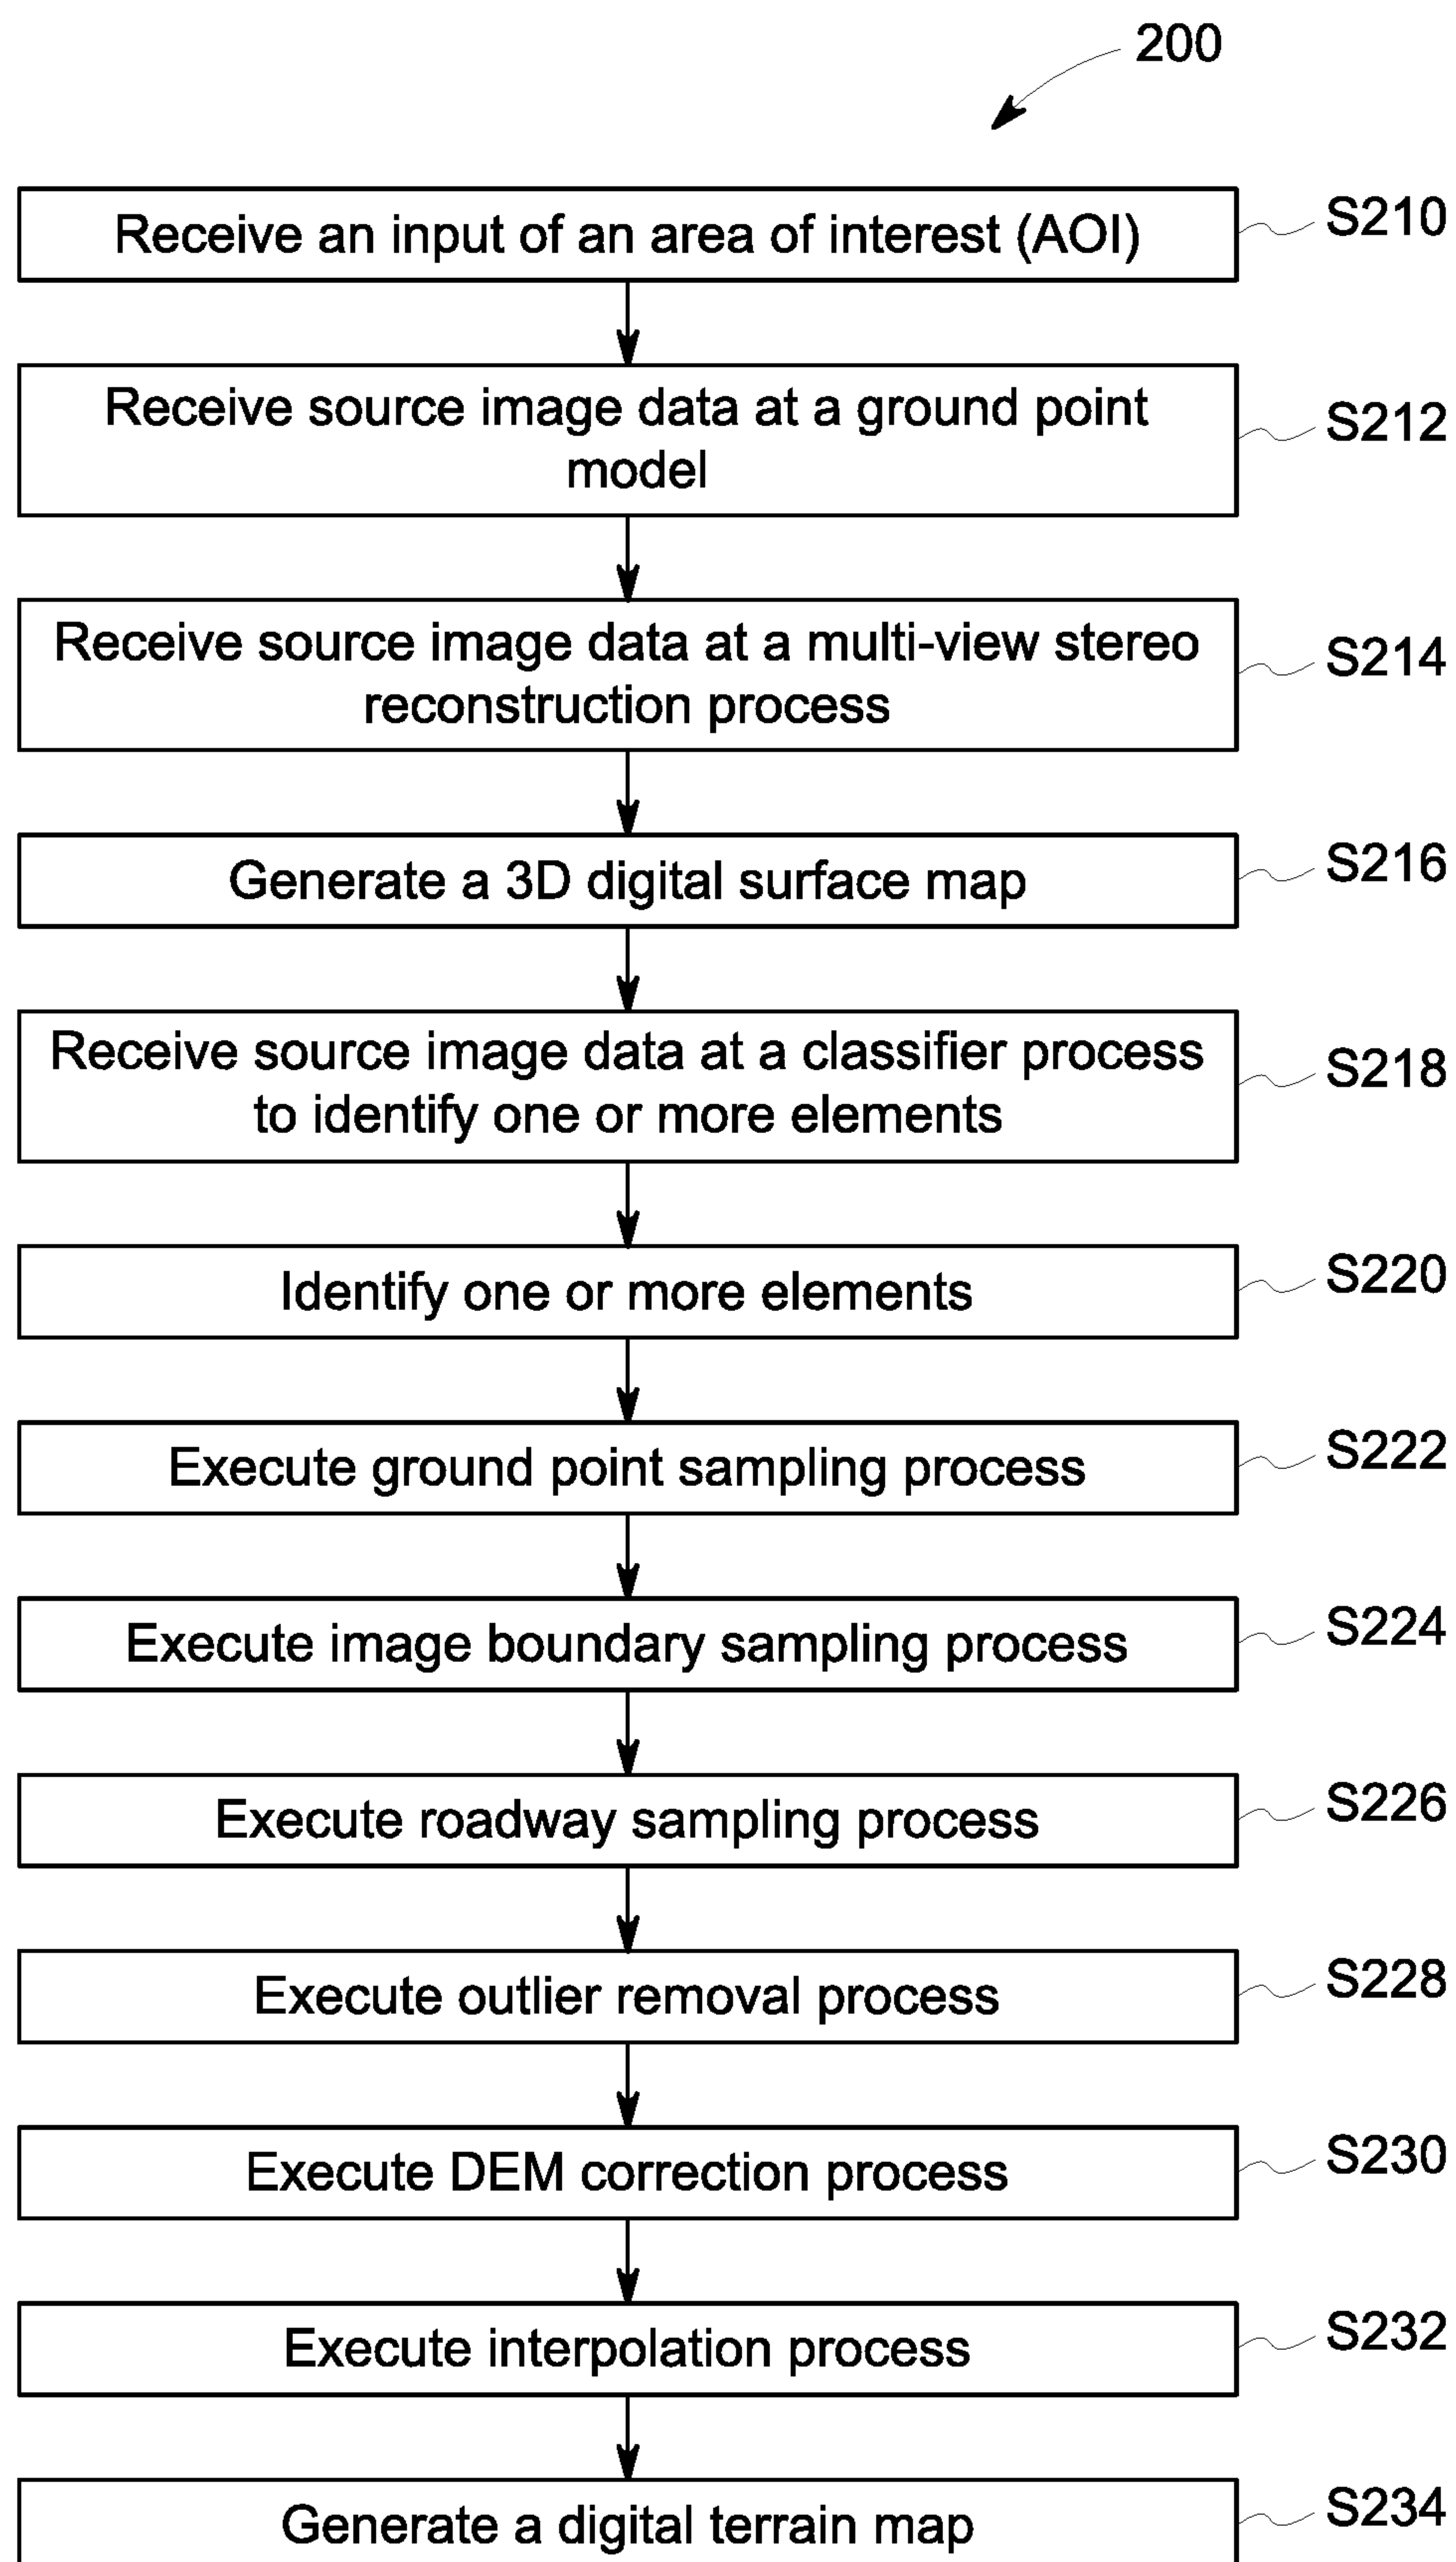 200
Receive an input of an area of interest (AOI)
S210
Receive source image data at a ground point
model
S212
Receive source image data at a multi-view stereo
reconstruction process
S214
Generate a 3D digital surface map
S216
Receive source image data at a classifier process
to identify one or more elements
S218
Identify one or more elements
S220
Execute ground point sampling process
S222
Execute image boundary sampling process
S224
Execute roadway sampling process
S226
Execute outlier removal process
S228
Execute DEM correction process
S230
Execute interpolation process
S232
Generate a digital terrain map
S234